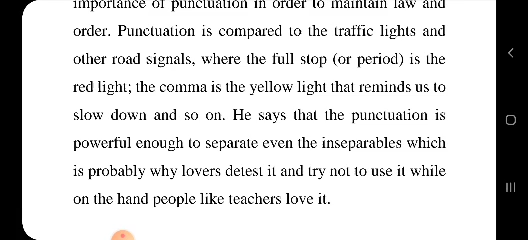 importance of punctuation in order to maintain law and
order. Punctuation is compared to the traffic lights and
other road signals, where the full stop (or period) is the
red light; the comma is the yellow light that reminds us to
slow down and so on. He says that the punctuation is
powerful enough to separate even the inseparables which
is probably why lovers detest it and try not to use it while
on the hand people like teachers love it.